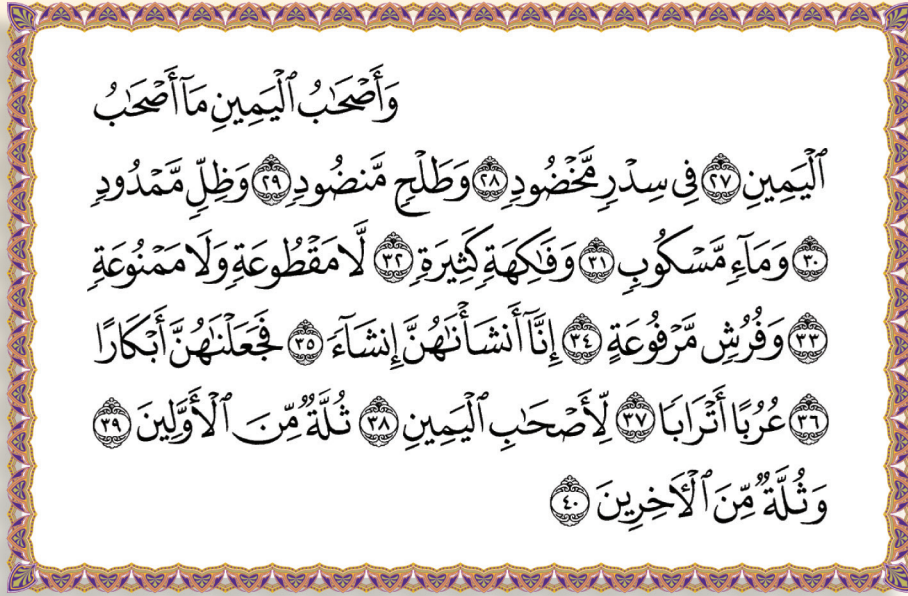 وَأَصْحَٰبُ ٱلْيَمِينِ مَآ أَصْحَٰبُ
ٱلْيَمِينِ ٢٧ فِى سِدْرٍ مَّخْضُودٍ ٢٨ وَطَلْحٍ مَّنضُودٍ ٢٩ وَظِلٍّ مَّمْدُودٍ
٣٠ وَمَآءٍ مَّسْكُوبٍ ٣١ وَفَٰكِهَةٍ كَثِيرَةٍ ٣٢ لَّا مَقْطُوعَةٍ وَلَا مَمْنُوعَةٍ
٣٣ وَفُرُشٍ مَّرْفُوعَةٍ ٣٤ إِنَّآ أَنشَأْنَٰهُنَّ إِنشَآءً ٣٥ فَجَعَلْنَٰهُنَّ أَبْكَارًا
٣٦ عُرُبًا أَتْرَابًا ٣٧ لِّأَصْحَٰبِ ٱلْيَمِينِ ٣٨ ثُلَّةٌ مِّنَ ٱلْأَوَّلِينَ ٣٩
وَثُلَّةٌ مِّنَ ٱلْـَٔاخِرِينَ ٤٠